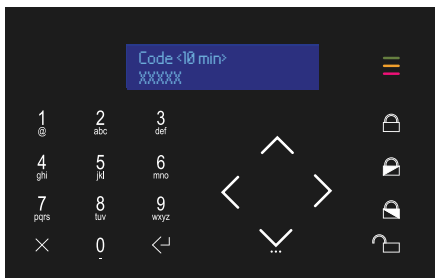 Code <10 min>
XXXXX
1 2 3
@ abc def
4 5 6
ghi jkl mno
7 8 9
pqrs tuv wxyz
0
-